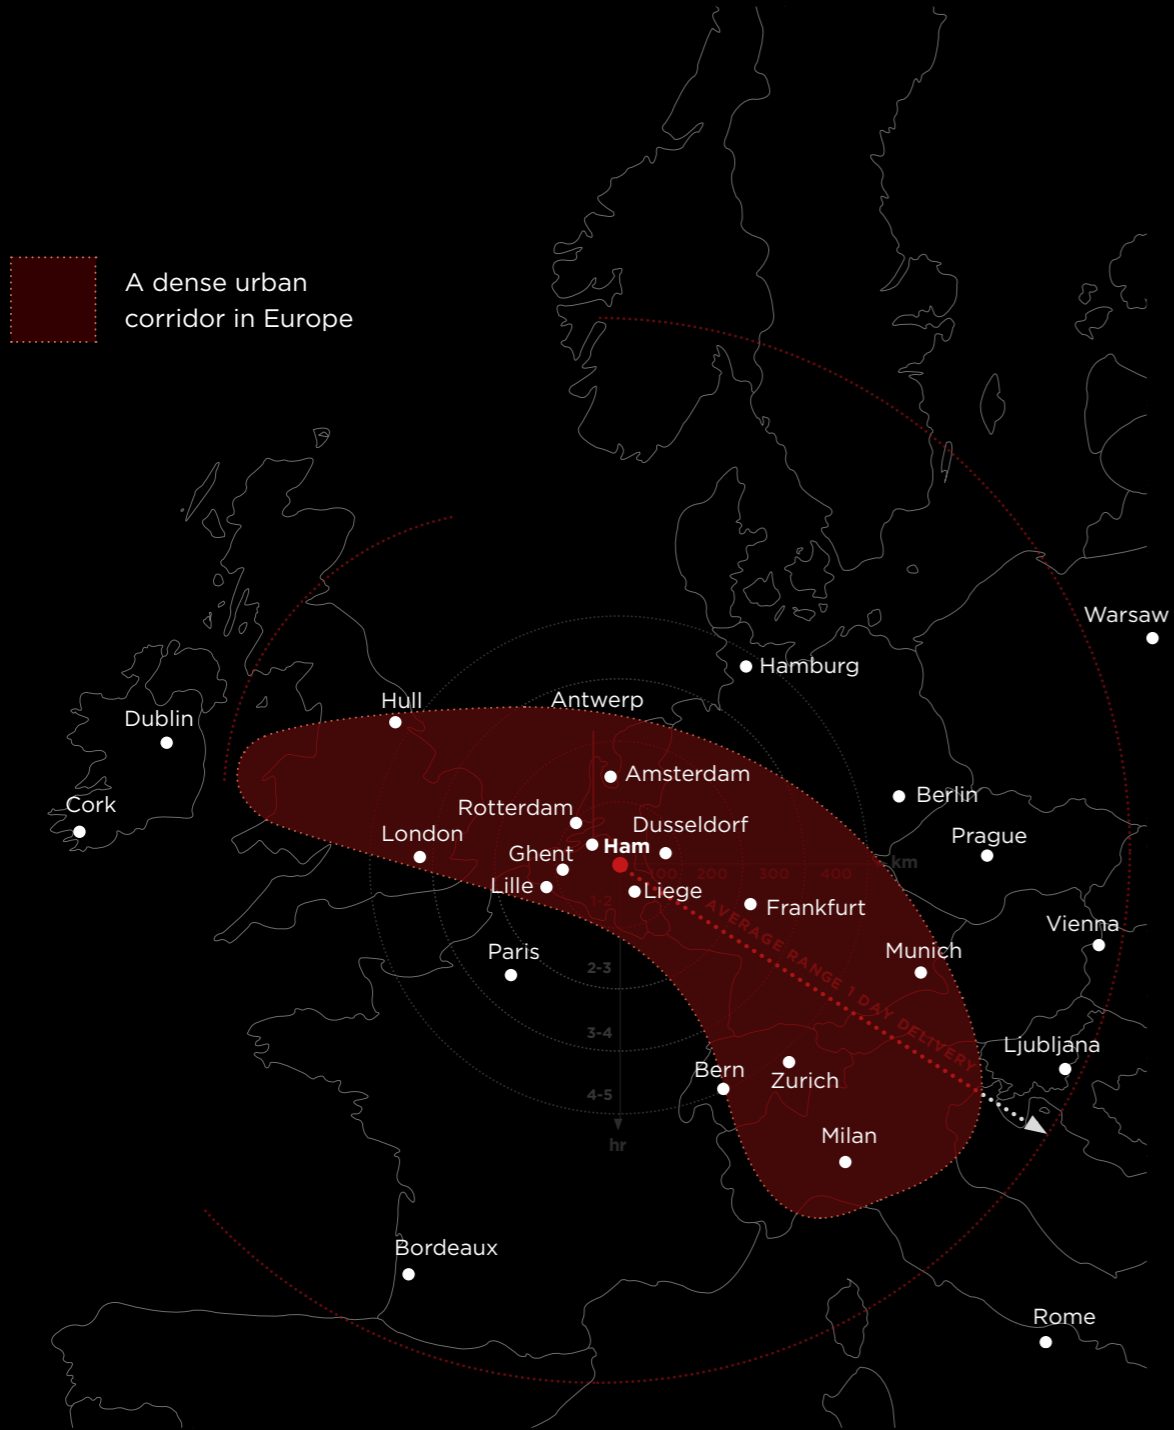 A dense urban
corridor in Europe
Warsaw
Hamburg
Hull
Antwerp
Dublin
Amsterdam
Berlin
Cork
Rotterdam
London
Dusseldorf
Prague
Ghent
Ham
km
100 200 300 400
Lille
Liege
1-2
Frankfurt
AVERAGE RANGE 1 DAY DELIVERY
Vienna
Paris
Munich
2-3
3-4
Ljubljana
Bern
Zurich
4-5
Milan
hr
Bordeaux
Rome